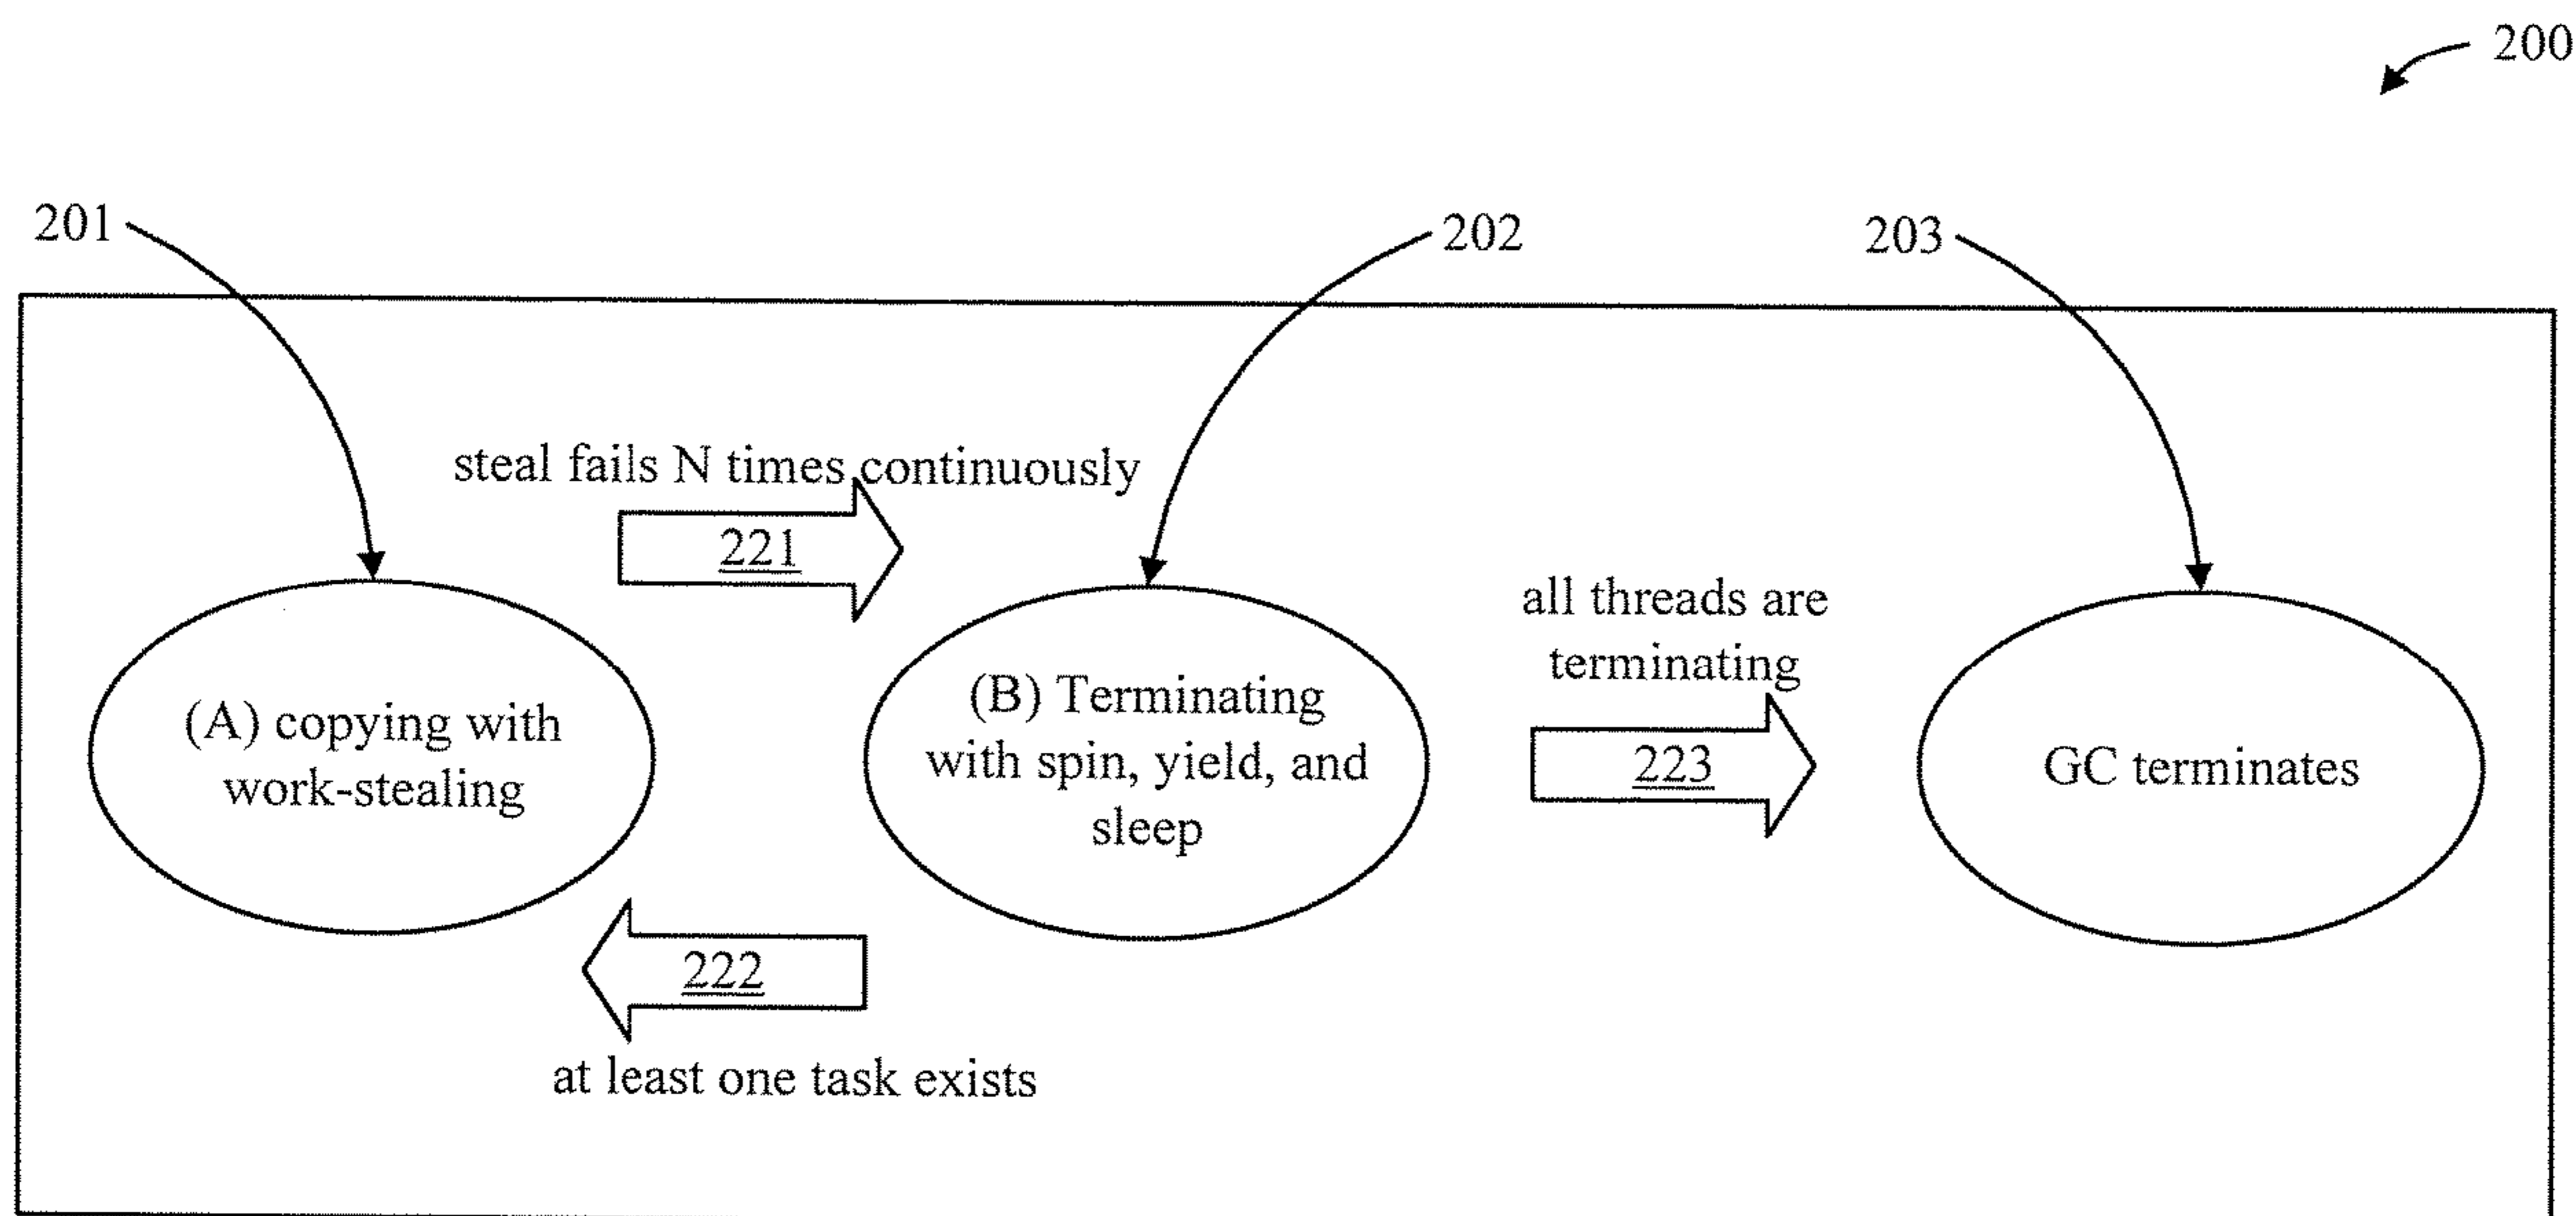 200
201
202
203
steal fails N times continuously
221
all threads are
terminating
(A) copying with
work-stealing
(B) Terminating
with spin, yield, and
sleep
223
GC terminates
222
at least one task exists